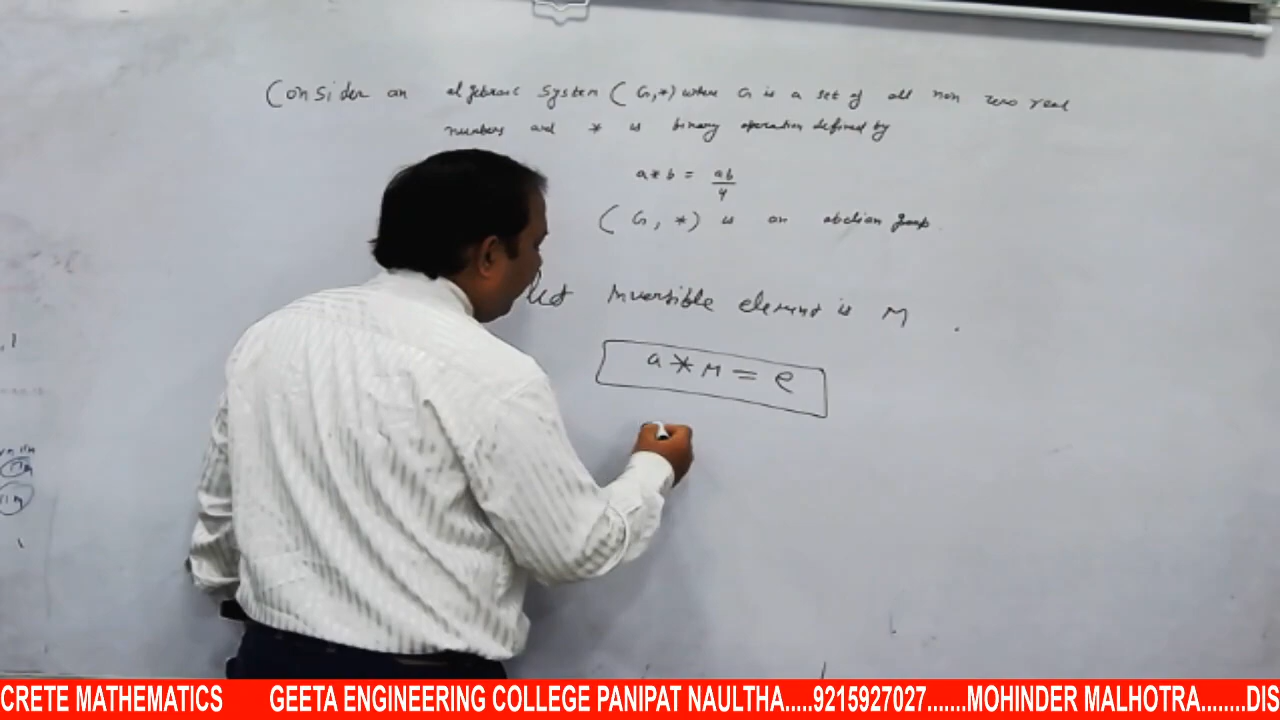 Consider an algebraic system (G,*) where G is a set of all non zero real
numbers and * is binary operation defined by
a*b = ab/4
(G, *) is an abelian group.
Let Inversible element is M .
a * M = e
CRETE MATHEMATICS GEETA ENGINEERING COLLEGE PANIPAT NAULTHA.....9215927027.......MOHINDER MALHOTRA........DIS